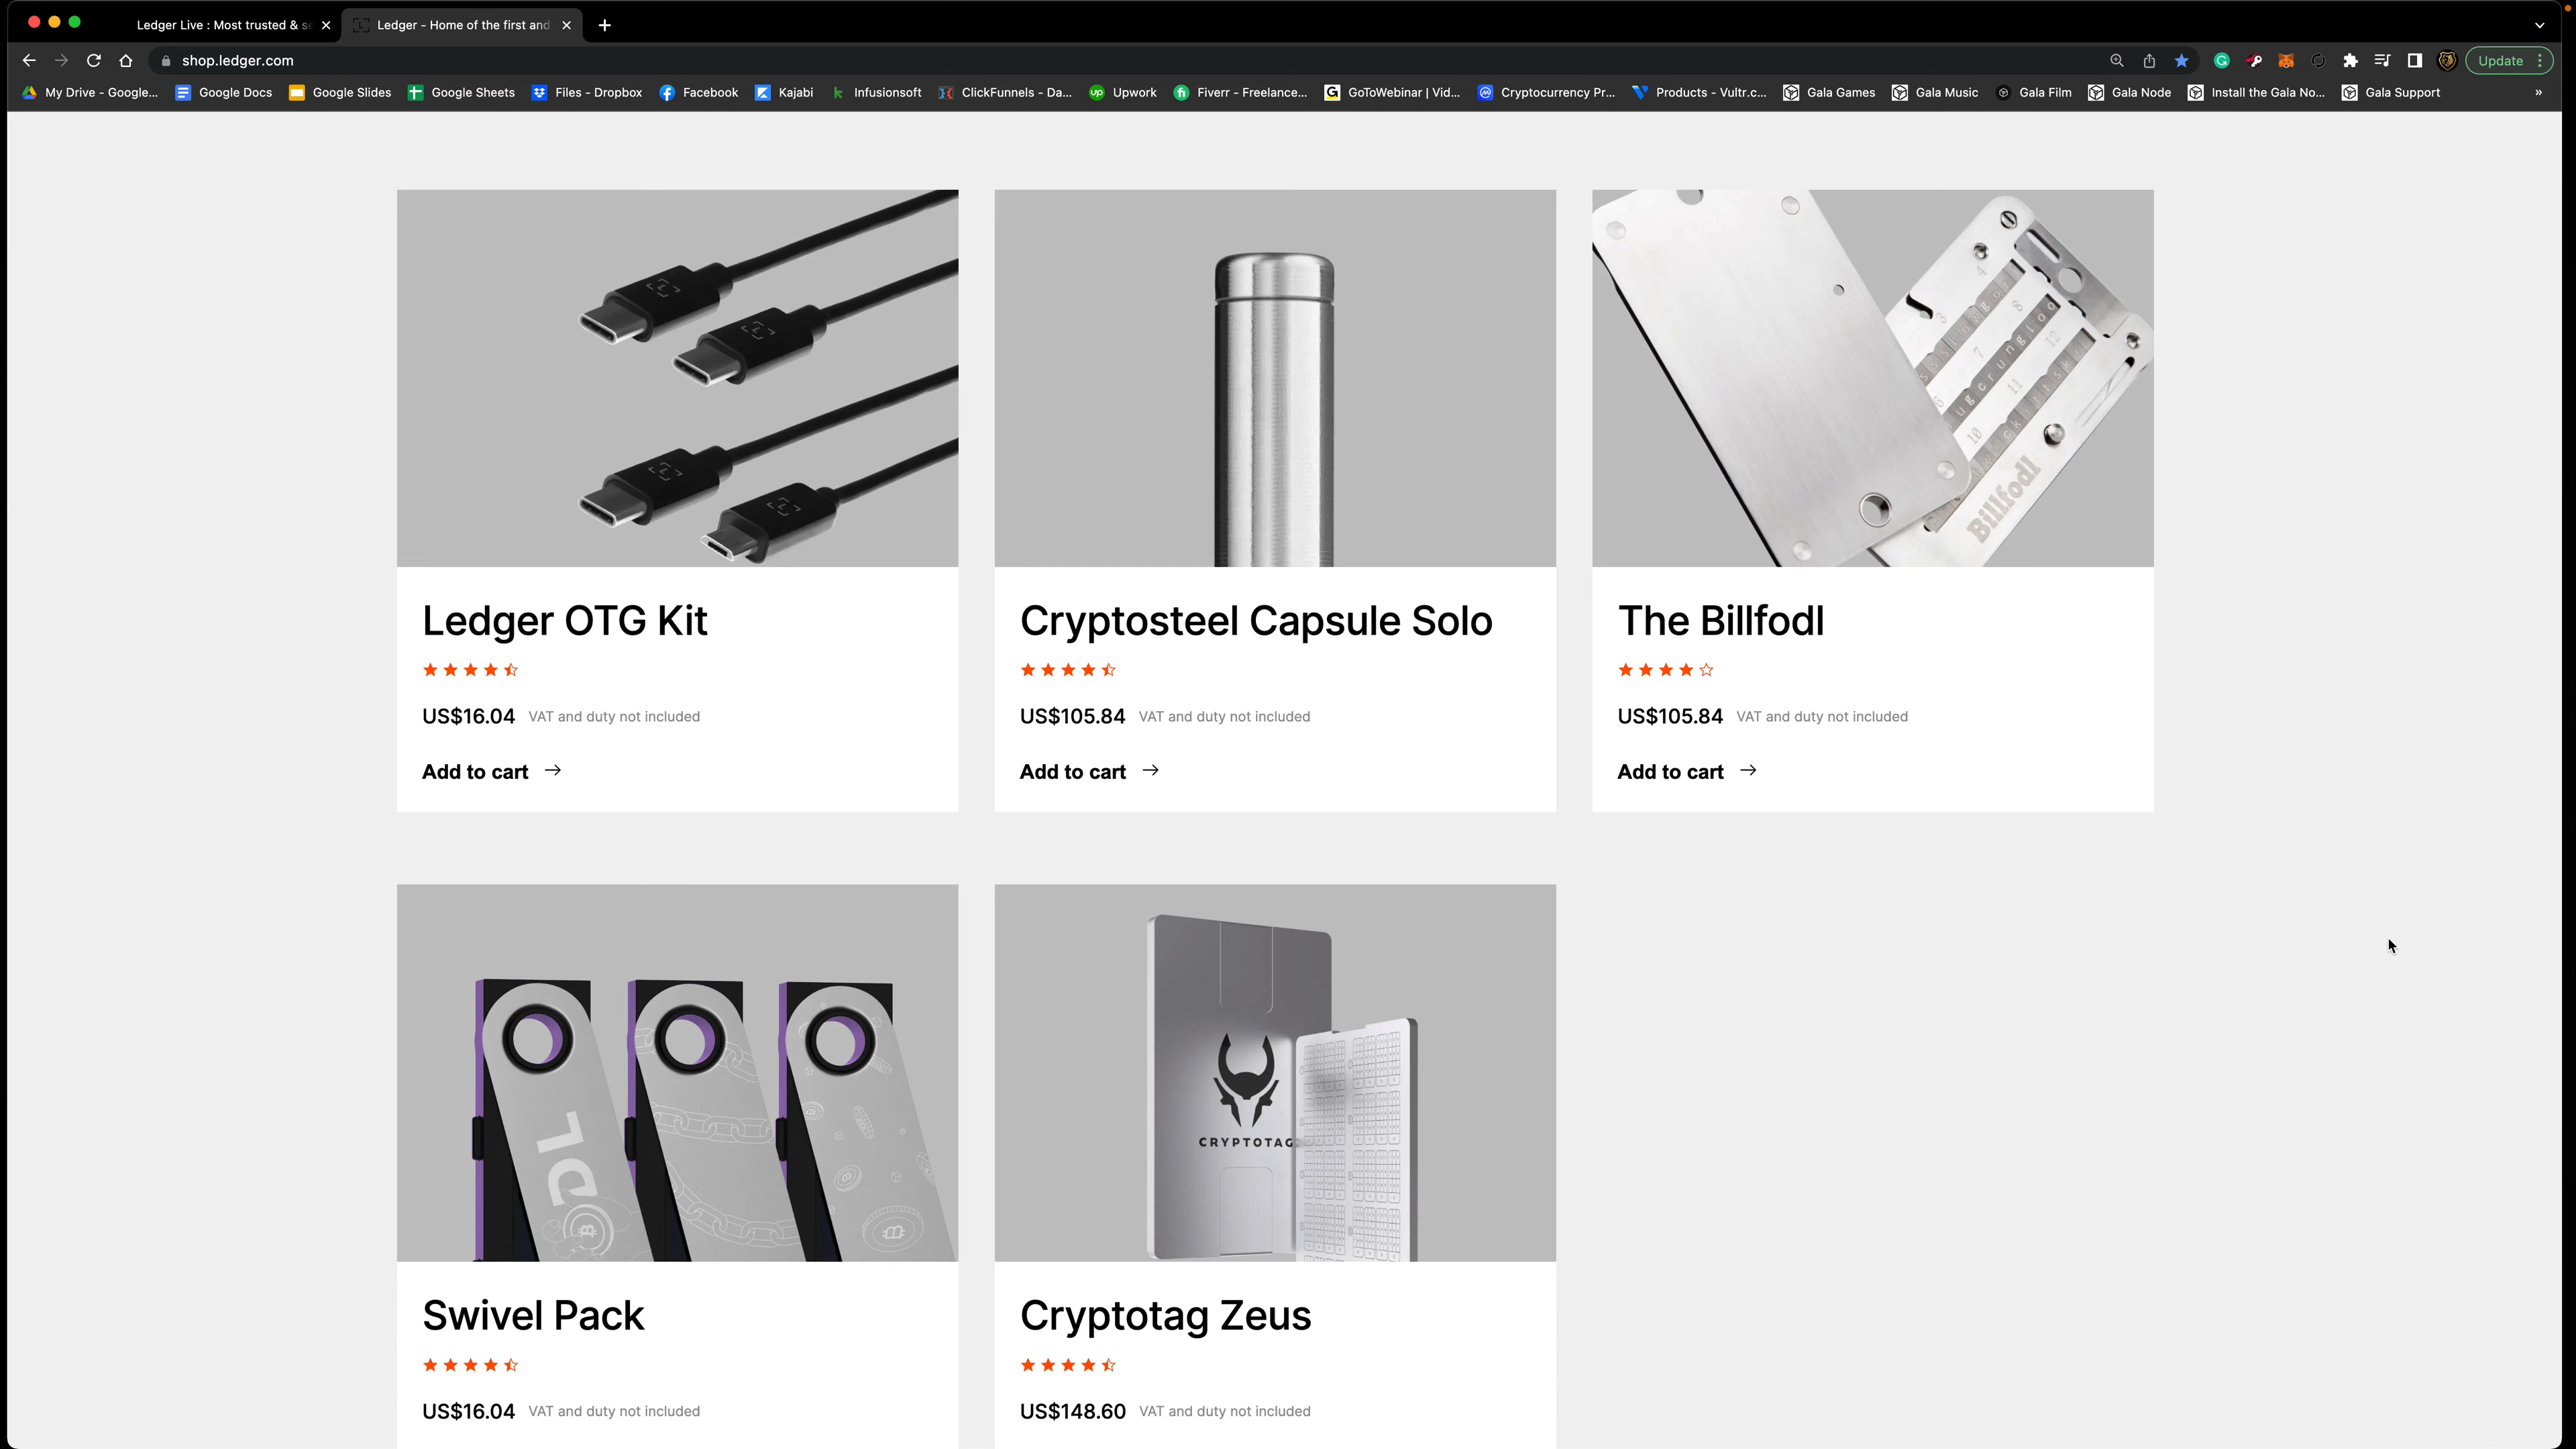 Ledger Live : Most trusted & se
Ledger - Home of the first and
shop.ledger.com
Update
My Drive - Google...
Google Docs
Google Slides
Google Sheets
Files - Dropbox
Facebook
Kajabi
Infusionsoft
ClickFunnels - Da...
Upwork
Fiverr - Freelance...
GoToWebinar | Vid...
Cryptocurrency Pr...
Products - Vultr.c...
Gala Games
Gala Music
Gala Film
Gala Node
Install the Gala No...
Gala Support
»
Billfodl
Ledger OTG Kit
US$16.04 VAT and duty not included
Add to cart →
Cryptosteel Capsule Solo
US$105.84 VAT and duty not included
Add to cart →
The Billfodl
US$105.84 VAT and duty not included
Add to cart →
CRYPTOTAG
Swivel Pack
US$16.04 VAT and duty not included
Cryptotag Zeus
US$148.60 VAT and duty not included